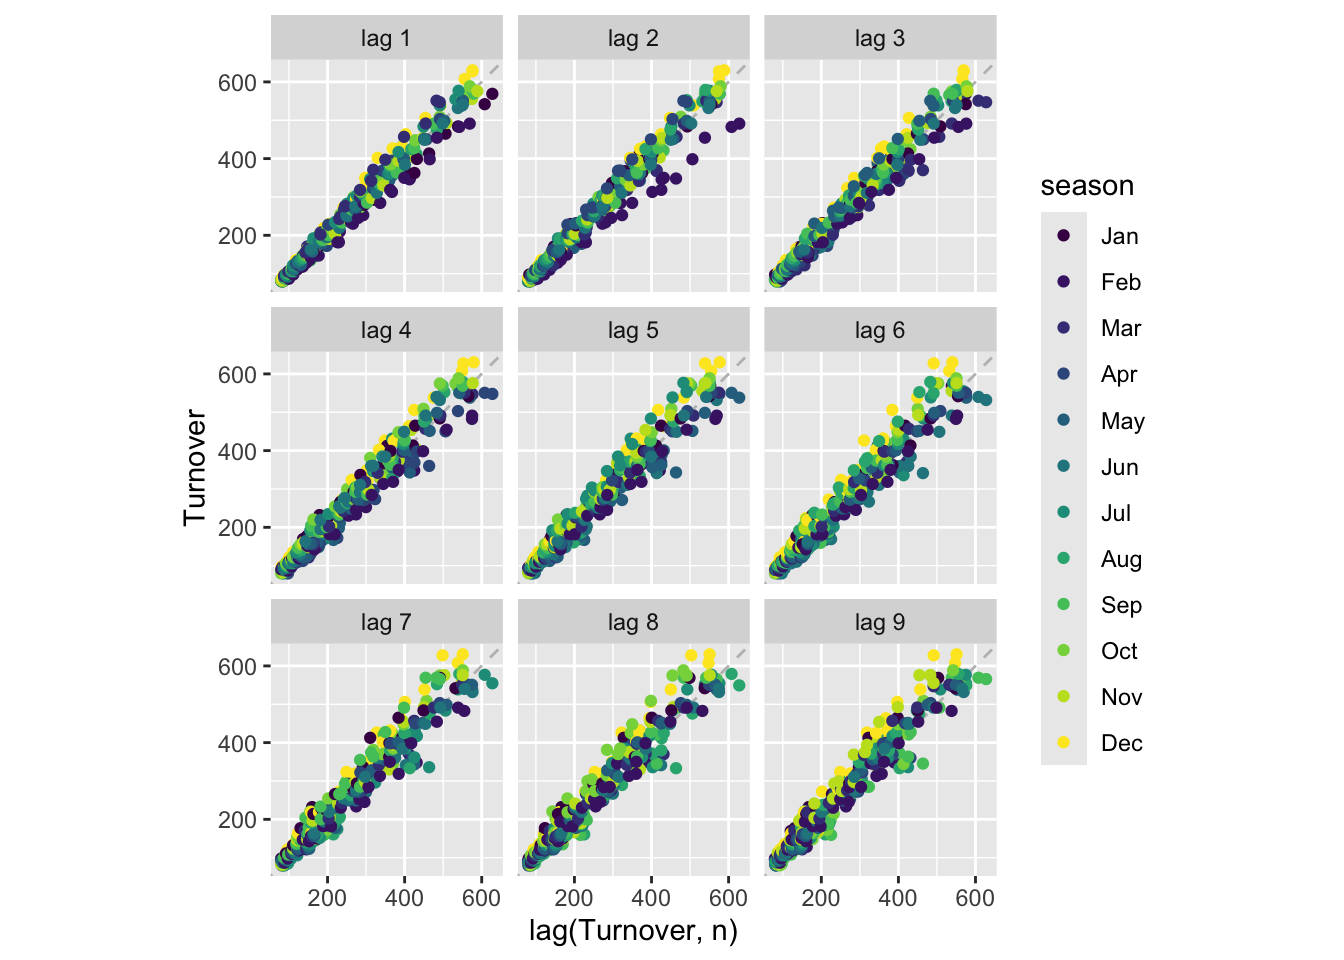 lag 1 lag 2 lag 3
600
400
200
lag 4 lag 5 lag 6
600
400
200
lag 7 lag 8 lag 9
600
400
200
200 400 600 200 400 600 200 400 600
lag(Turnover, n)
Turnover
season
Jan
Feb
Mar
Apr
May
Jun
Jul
Aug
Sep
Oct
Nov
Dec